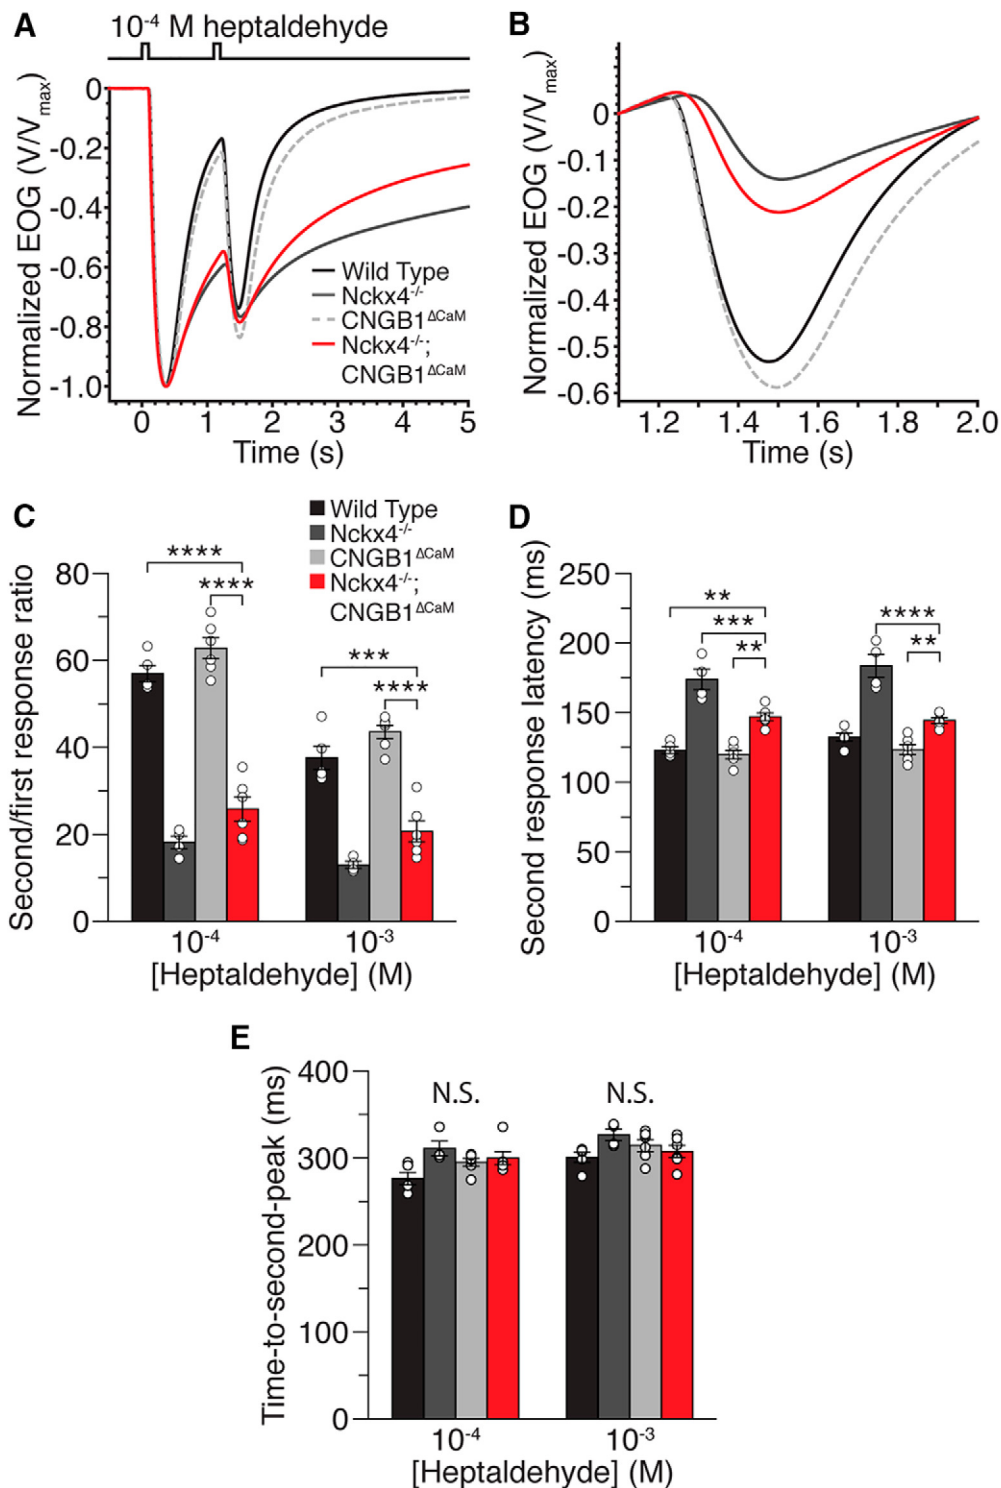 A
10⁻⁴ M heptaldehyde
Normalized EOG (V/Vmax)
0
-0.2
-0.4
-0.6
-0.8
-1.0
Wild Type
Nckx4⁻/⁻
CNGB1ΔCaM
Nckx4⁻/⁻;
CNGB1ΔCaM
0 1 2 3 4 5
Time (s)
B
Normalized EOG (V/Vmax)
0
-0.1
-0.2
-0.3
-0.4
-0.5
-0.6
1.2 1.4 1.6 1.8 2.0
Time (s)
C
Wild Type
Nckx4⁻/⁻
CNGB1ΔCaM
Nckx4⁻/⁻;
CNGB1ΔCaM
Second/first response ratio
80
60
40
20
0
****
****
***
****
10⁻⁴ 10⁻³
[Heptaldehyde] (M)
D
Second response latency (ms)
250
200
150
100
50
0
**
***
**
****
**
10⁻⁴ 10⁻³
[Heptaldehyde] (M)
E
Time-to-second-peak (ms)
400
300
200
100
0
N.S. N.S.
10⁻⁴ 10⁻³
[Heptaldehyde] (M)